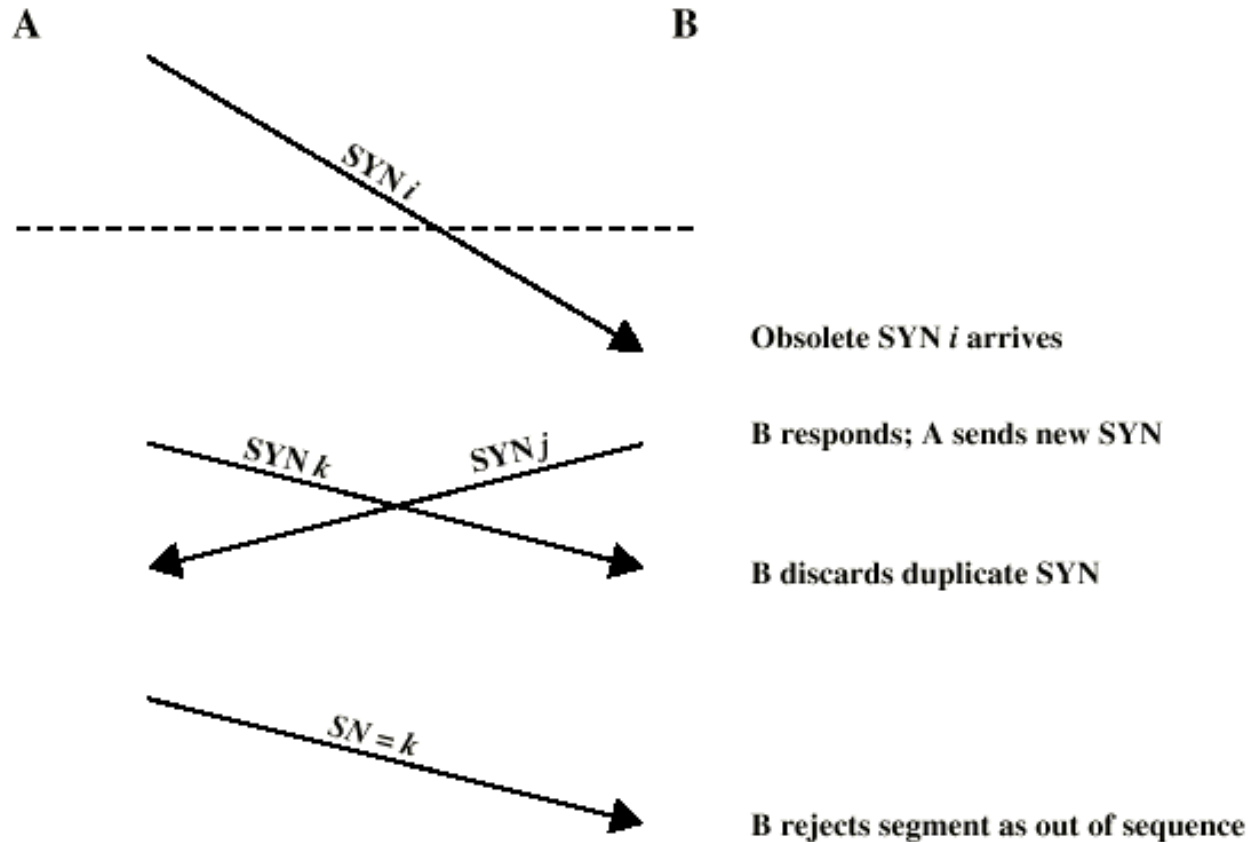 A
B
SYN i
Obsolete SYN i arrives
B responds; A sends new SYN
SYN k
SYN j
B discards duplicate SYN
SN = k
B rejects segment as out of sequence